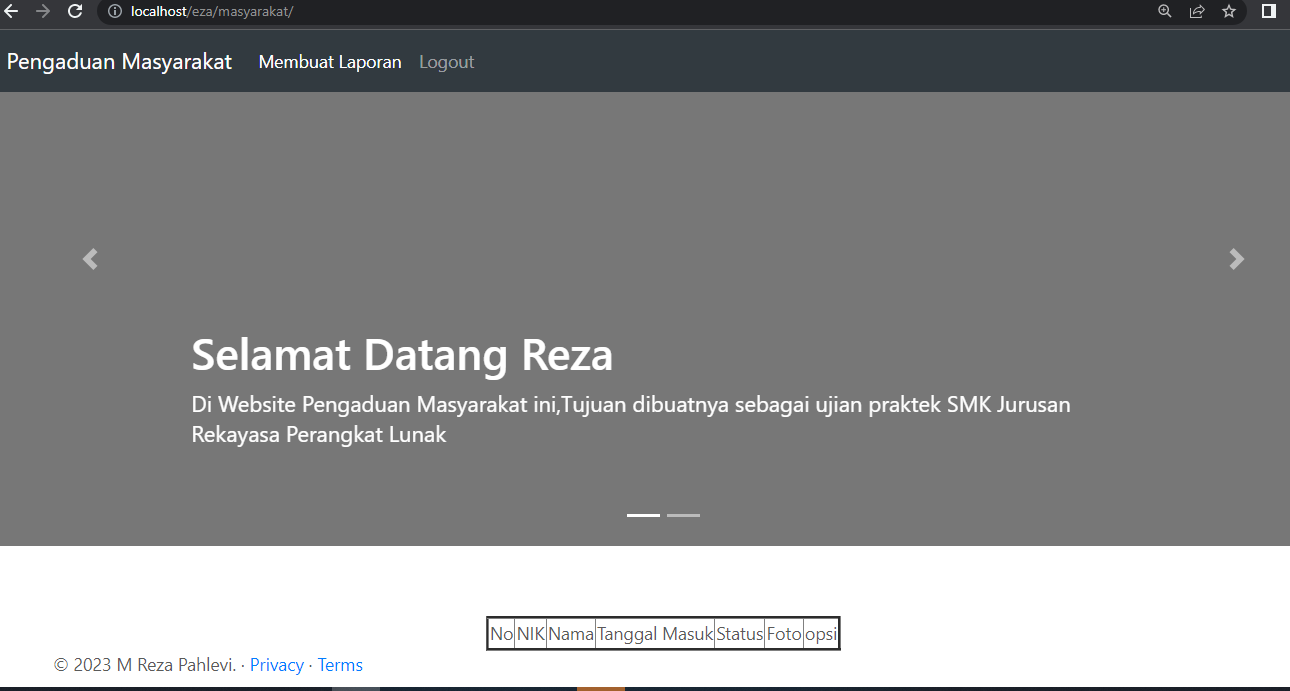 localhost/eza/masyarakat/
Pengaduan Masyarakat Membuat Laporan Logout
Selamat Datang Reza
Di Website Pengaduan Masyarakat ini,Tujuan dibuatnya sebagai ujian praktek SMK Jurusan
Rekayasa Perangkat Lunak
No NIK Nama Tanggal Masuk Status Foto opsi
© 2023 M Reza Pahlevi. · Privacy · Terms